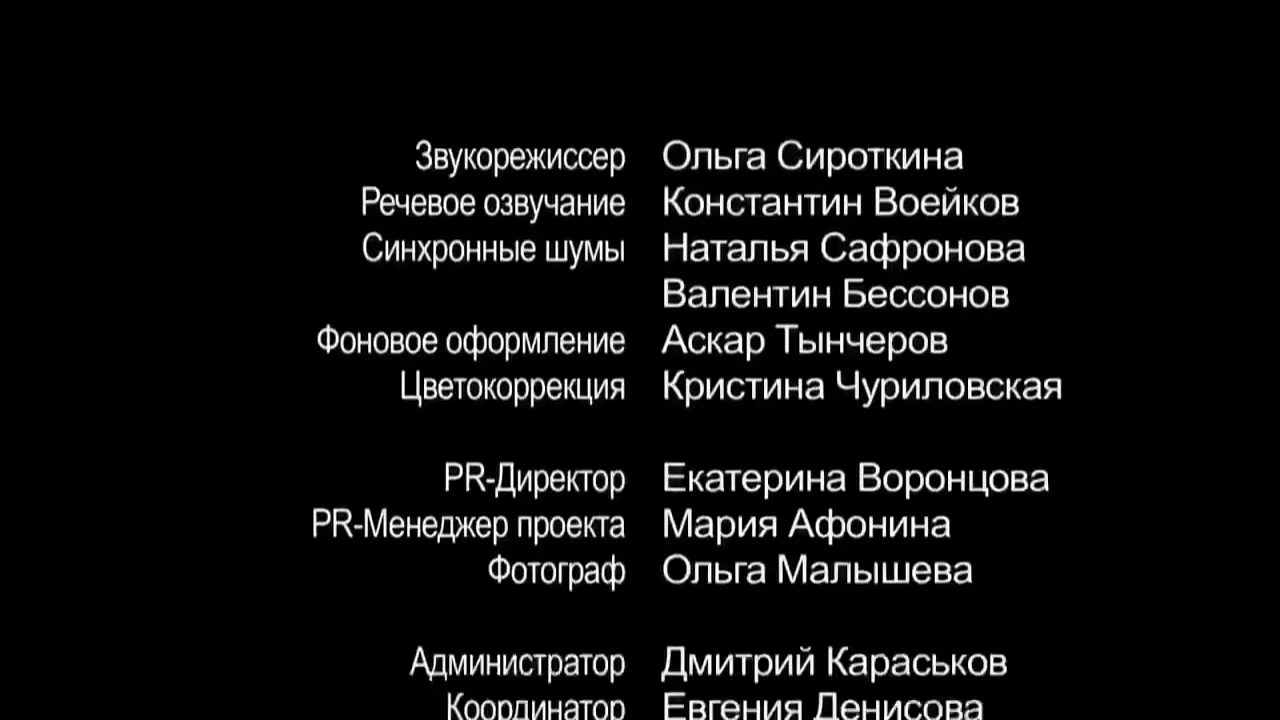 Звукорежиссер Ольга Сироткина
Речевое озвучание Константин Воейков
Синхронные шумы Наталья Сафронова
Валентин Бессонов
Фоновое оформление Аскар Тынчеров
Цветокоррекция Кристина Чуриловская
PR-Директор Екатерина Воронцова
PR-Менеджер проекта Мария Афонина
Фотограф Ольга Малышева
Администратор Дмитрий Караськов
Координатор Евгения Денисова